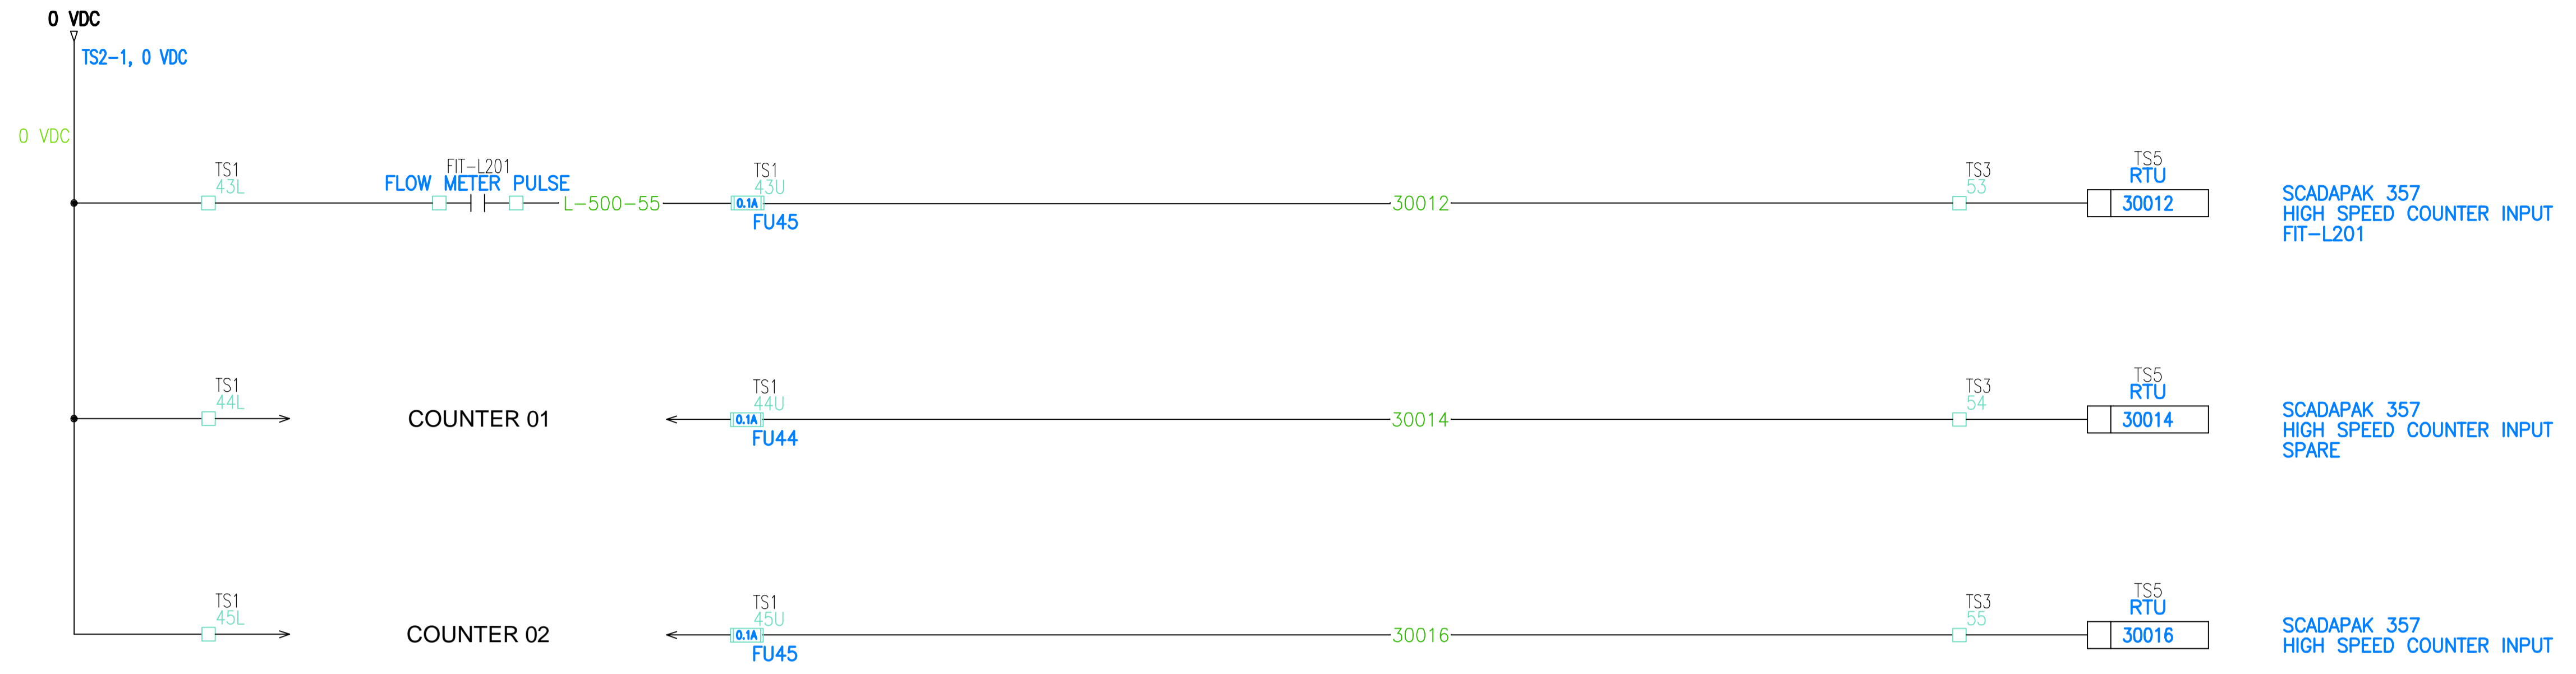 0 VDC
TS2-1, 0 VDC
0 VDC
TS1
43L
FIT-L201
FLOW METER PULSE
L-500-55
TS1
43U
0.1A
FU45
30012
TS3
53
TS5
RTU
30012
SCADAPAK 357
HIGH SPEED COUNTER INPUT
FIT-L201
TS1
44L
COUNTER 01
TS1
44U
0.1A
FU44
30014
TS3
54
TS5
RTU
30014
SCADAPAK 357
HIGH SPEED COUNTER INPUT
SPARE
TS1
45L
COUNTER 02
TS1
45U
0.1A
FU45
30016
TS3
55
TS5
RTU
30016
SCADAPAK 357
HIGH SPEED COUNTER INPUT